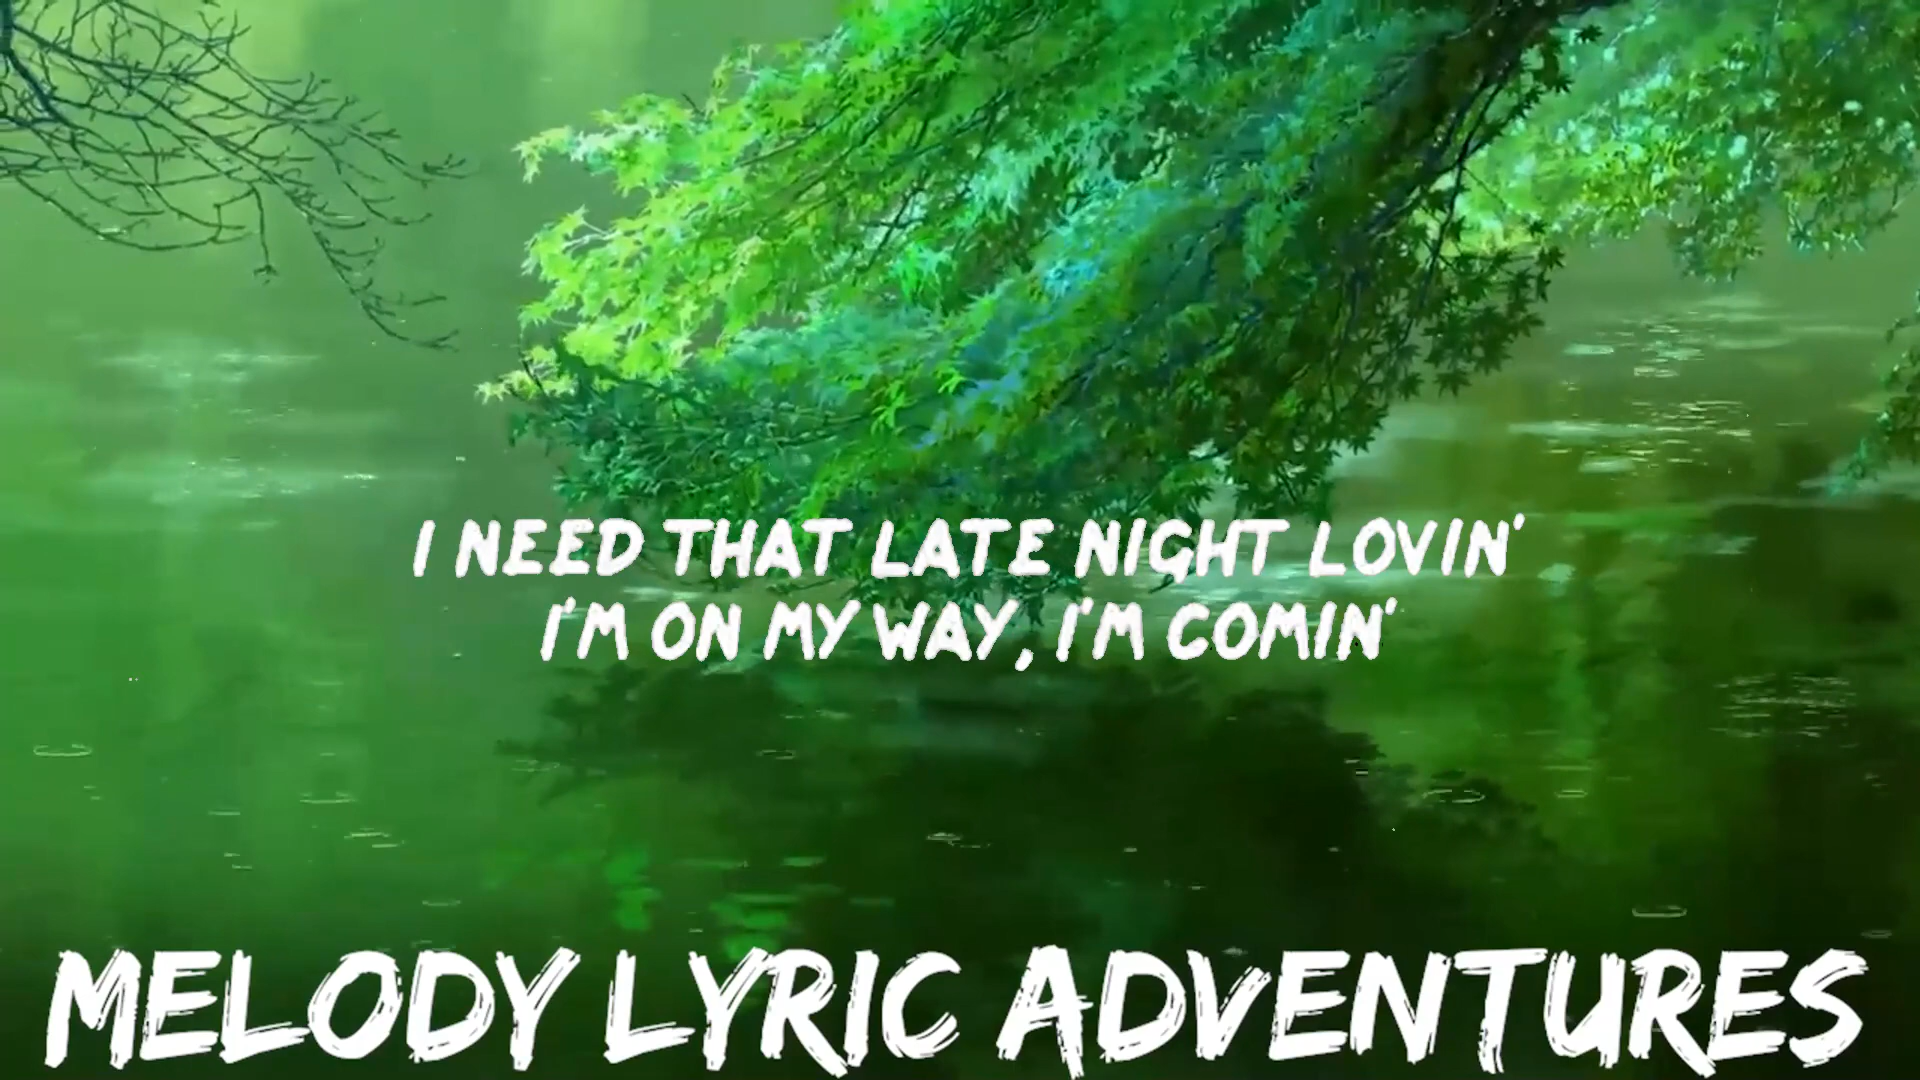 I NEED THAT LATE NIGHT LOVIN'
I'M ON MY WAY, I'M COMIN'
MELODY LYRIC ADVENTURES